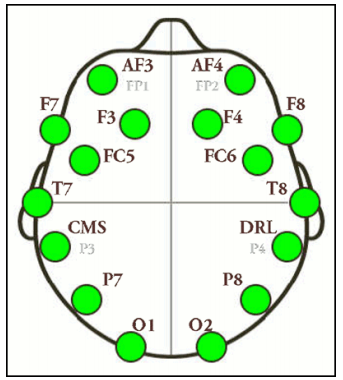 AF3 AF4
FP1 FP2
F7 F3 F4 F8
FC5 FC6
T7 T8
CMS DRL
P3 P4
P7 P8
O1 O2